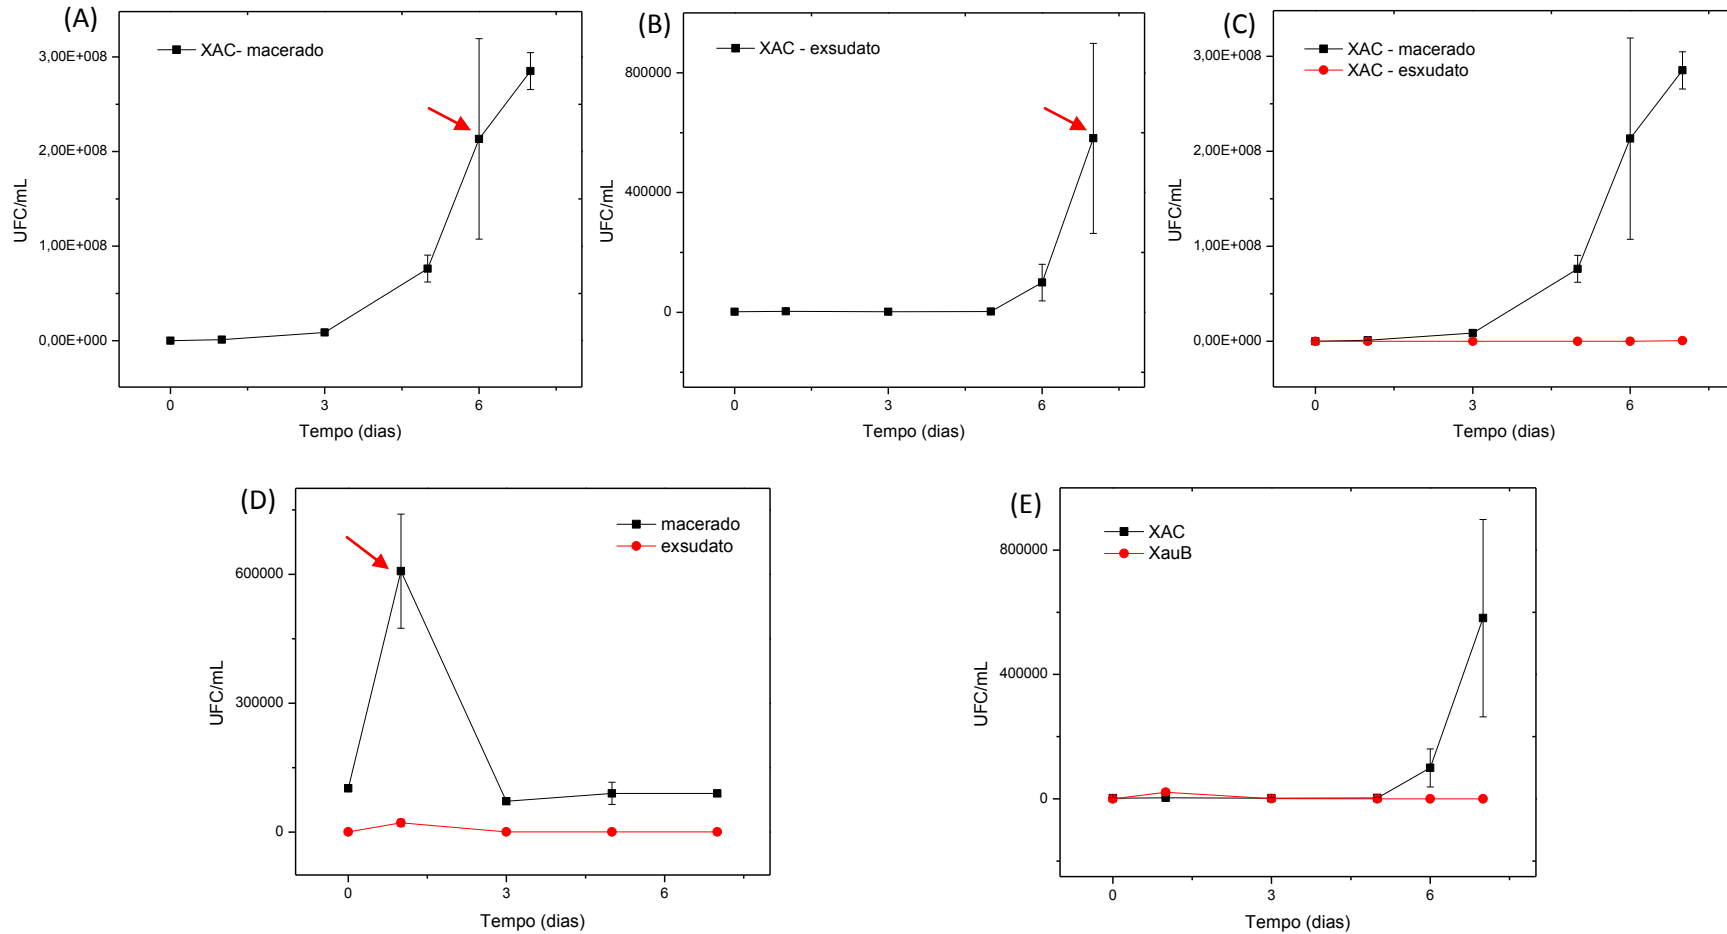 (A)
XAC- macerado
3,00E+008
2,00E+008
1,00E+008
0,00E+000
UFC/mL
0 3 6
Tempo (dias)
(B)
XAC - exsudato
800000
400000
0
UFC/mL
0 3 6
Tempo (dias)
(C)
XAC - macerado
XAC - esxudato
3,00E+008
2,00E+008
1,00E+008
0,00E+000
UFC/mL
0 3 6
Tempo (dias)
(D)
macerado
exsudato
600000
300000
0
UFC/mL
0 3 6
Tempo (dias)
(E)
XAC
XauB
800000
400000
0
UFC/mL
0 3 6
Tempo (dias)